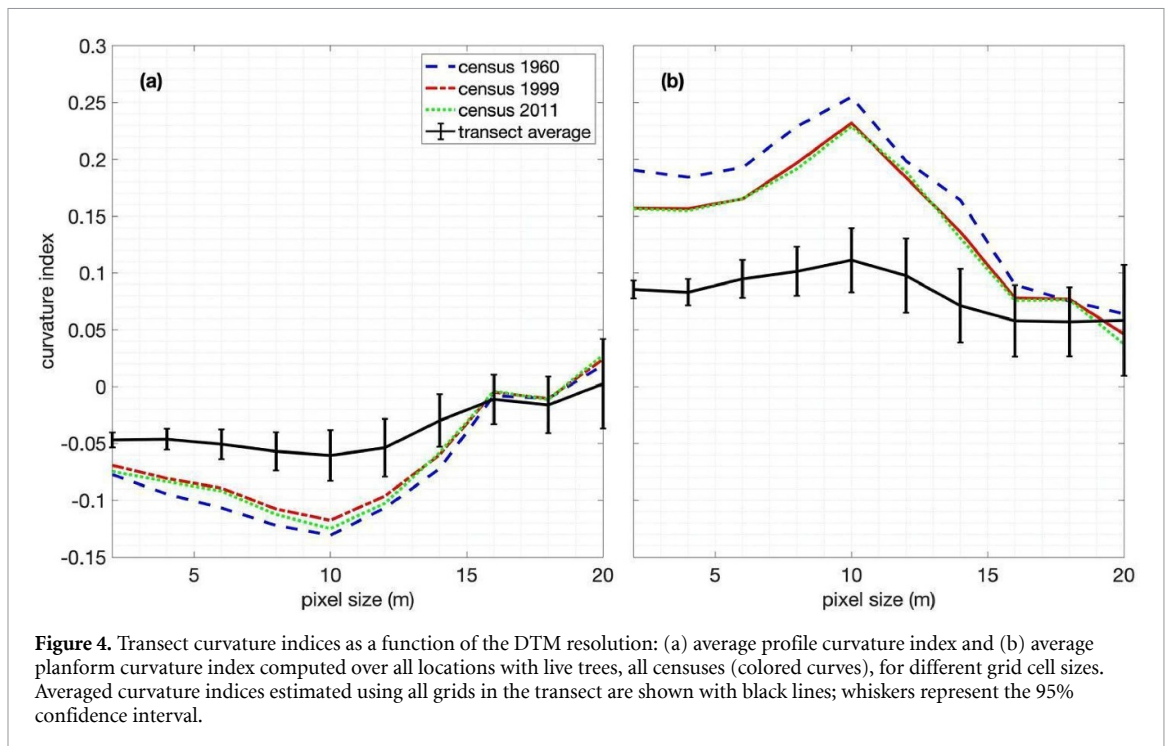 0.3
0.25
0.2
0.15
0.1
0.05
0
-0.05
-0.1
-0.15
curvature index
(a)
census 1960
census 1999
census 2011
transect average
5
10
15
20
pixel size (m)
(b)
5
10
15
20
pixel size (m)
Figure 4. Transect curvature indices as a function of the DTM resolution: (a) average profile curvature index and (b) average
planform curvature index computed over all locations with live trees, all censuses (colored curves), for different grid cell sizes.
Averaged curvature indices estimated using all grids in the transect are shown with black lines; whiskers represent the 95%
confidence interval.